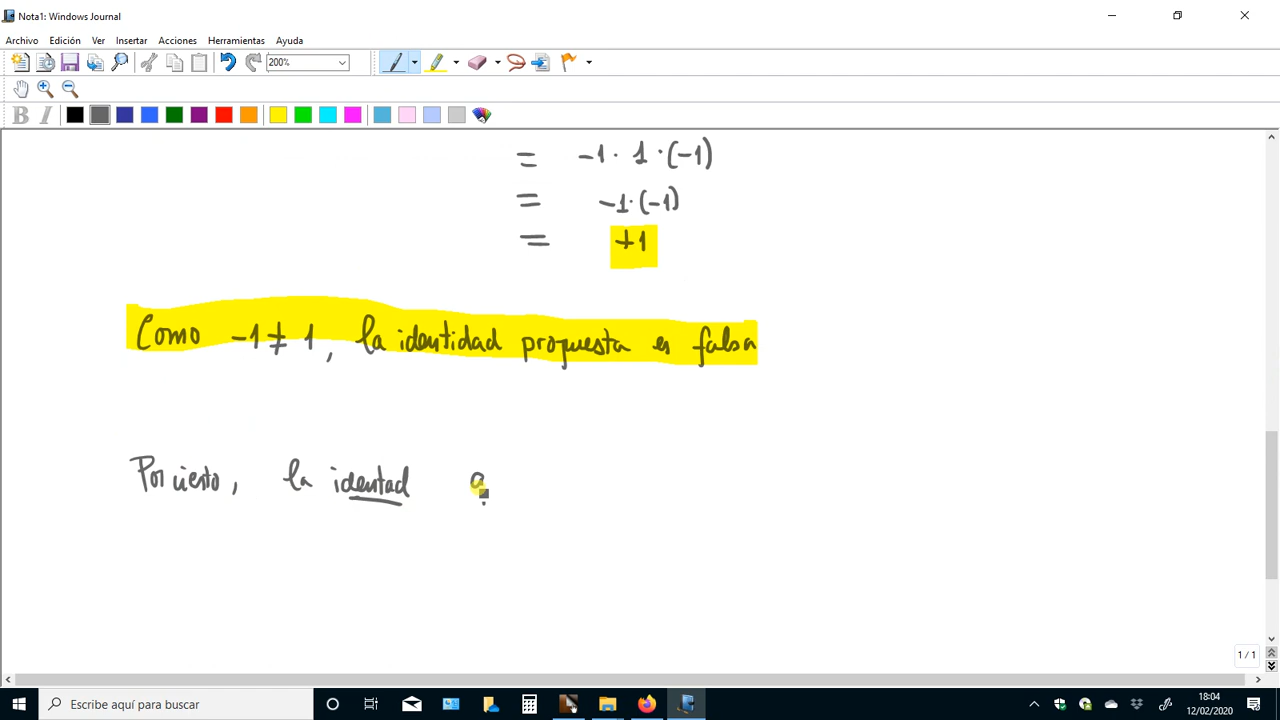 Nota1: Windows Journal
Archivo Edición Ver Insertar Acciones Herramientas Ayuda
200%
B I
= -1 · 1 · (-1)
= -1 · (-1)
= +1
Como -1 ≠ 1, la identidad propuesta es falsa
Por cierto, la identad a
1 / 1
Escribe aquí para buscar
18:04
12/02/2020